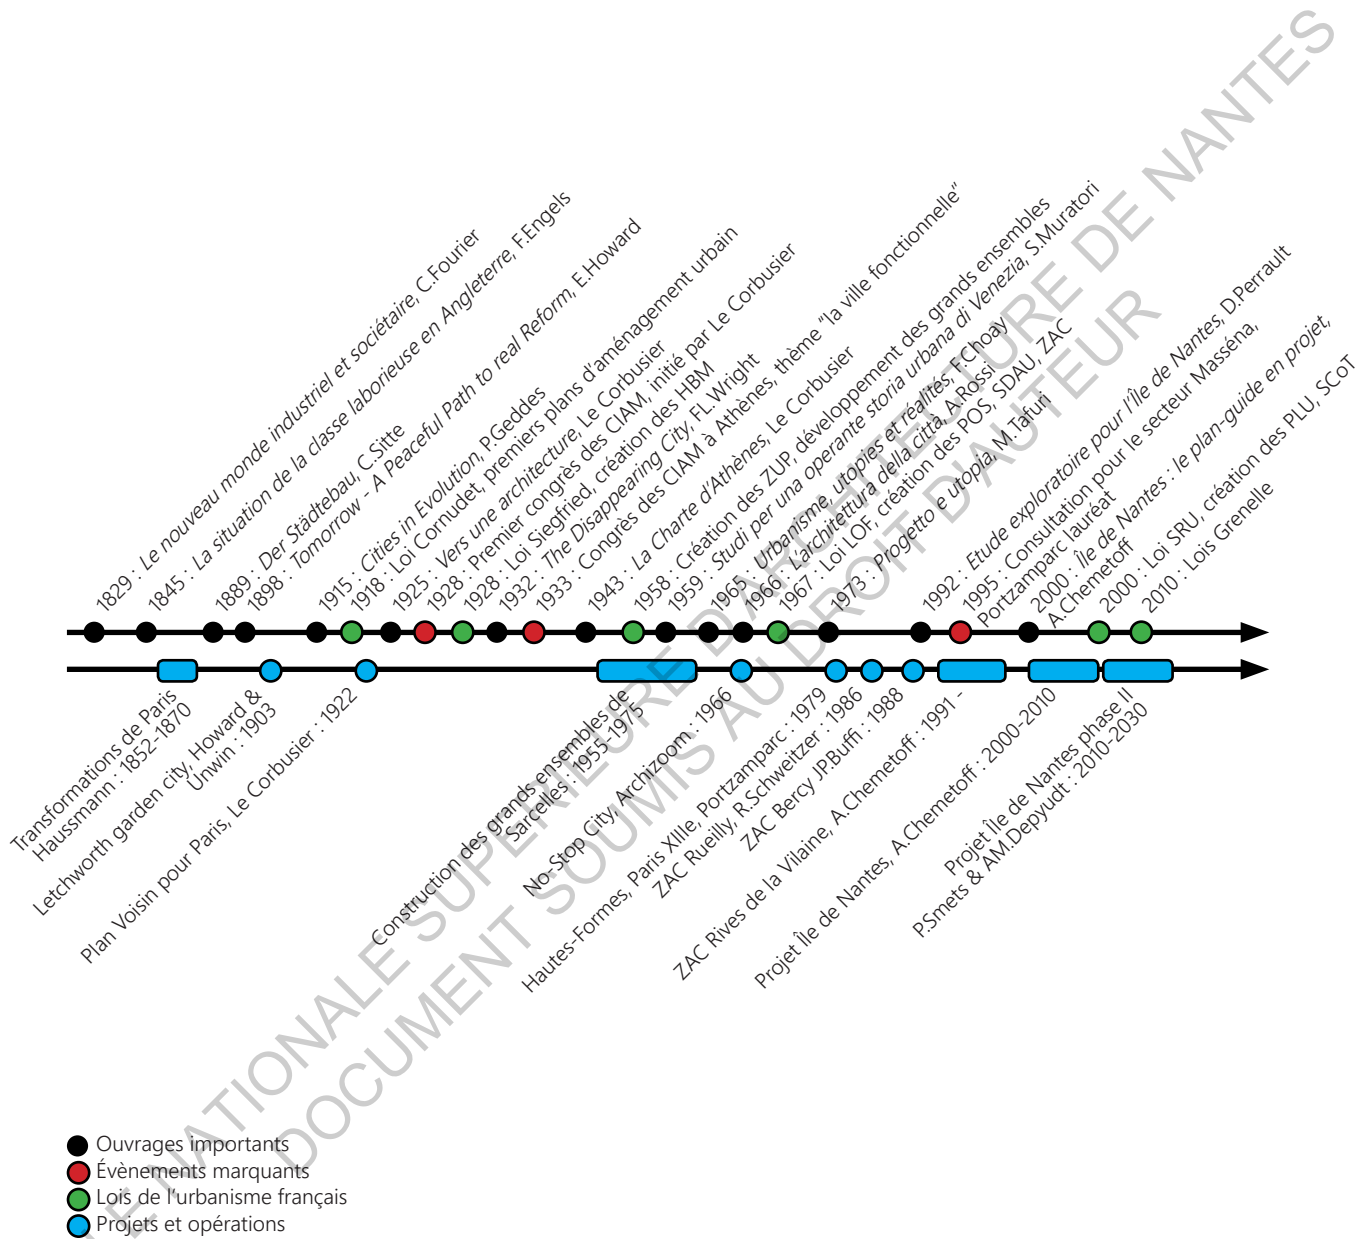 1829 : Le nouveau monde industriel et sociétaire, C.Fourier
1845 : La situation de la classe laborieuse en Angleterre, F.Engels
1889 : Der Städtebau, C.Sitte
1898 : Tomorrow - A Peaceful Path to real Reform, E.Howard
1915 : Cities in Evolution, P.Geddes
1918 : Loi Cornudet, premiers plans d'aménagement urbain
1925 : Vers une architecture, Le Corbusier
1928 : Premier congrès des CIAM, initié par Le Corbusier
1928 : Loi Siegfried, création des HBM
1932 : The Disappearing City, FL.Wright
1933 : Congrès des CIAM à Athènes, thème "la ville fonctionnelle"
1943 : La Charte d'Athènes, Le Corbusier
1958 : Création des ZUP, développement des grands ensembles
1959 : Studi per una operante storia urbana di Venezia, S.Muratori
1965 : Urbanisme, utopies et réalités, F.Choay
1966 : L'architettura della città, A.Rossi
1967 : Loi LOF, création des POS, SDAU, ZAC
1973 : Progetto e utopia, M.Tafuri
1992 : Etude exploratoire pour l'Île de Nantes, D.Perrault
1995 : Consultation pour le secteur Masséna,
Portzamparc lauréat
2000 : Île de Nantes : le plan-guide en projet,
A.Chemetoff
2000 : Loi SRU, création des PLU, SCoT
2010 : Lois Grenelle
Transformations de Paris
Haussmann : 1852-1870
Letchworth garden city, Howard &
Unwin : 1903
Plan Voisin pour Paris, Le Corbusier : 1922
Construction des grands ensembles de
Sarcelles : 1955-1975
No-Stop City, Archizoom : 1966
Hautes-Formes, Paris XIIIe, Portzamparc : 1979
ZAC Rueilly, R.Schweitzer : 1986
ZAC Bercy JP.Buffi : 1988
ZAC Rives de la Vilaine, A.Chemetoff : 1991 -
Projet Île de Nantes, A.Chemetoff : 2000-2010
Projet Île de Nantes phase II
P.Smets & AM.Depyudt : 2010-2030
Ouvrages importants
Évènements marquants
Lois de l'urbanisme français
Projets et opérations
E NATIONALE SUPERIEURE D'ARCHITECTURE DE NANTES
DOCUMENT SOUMIS AU DROIT D'AUTEUR